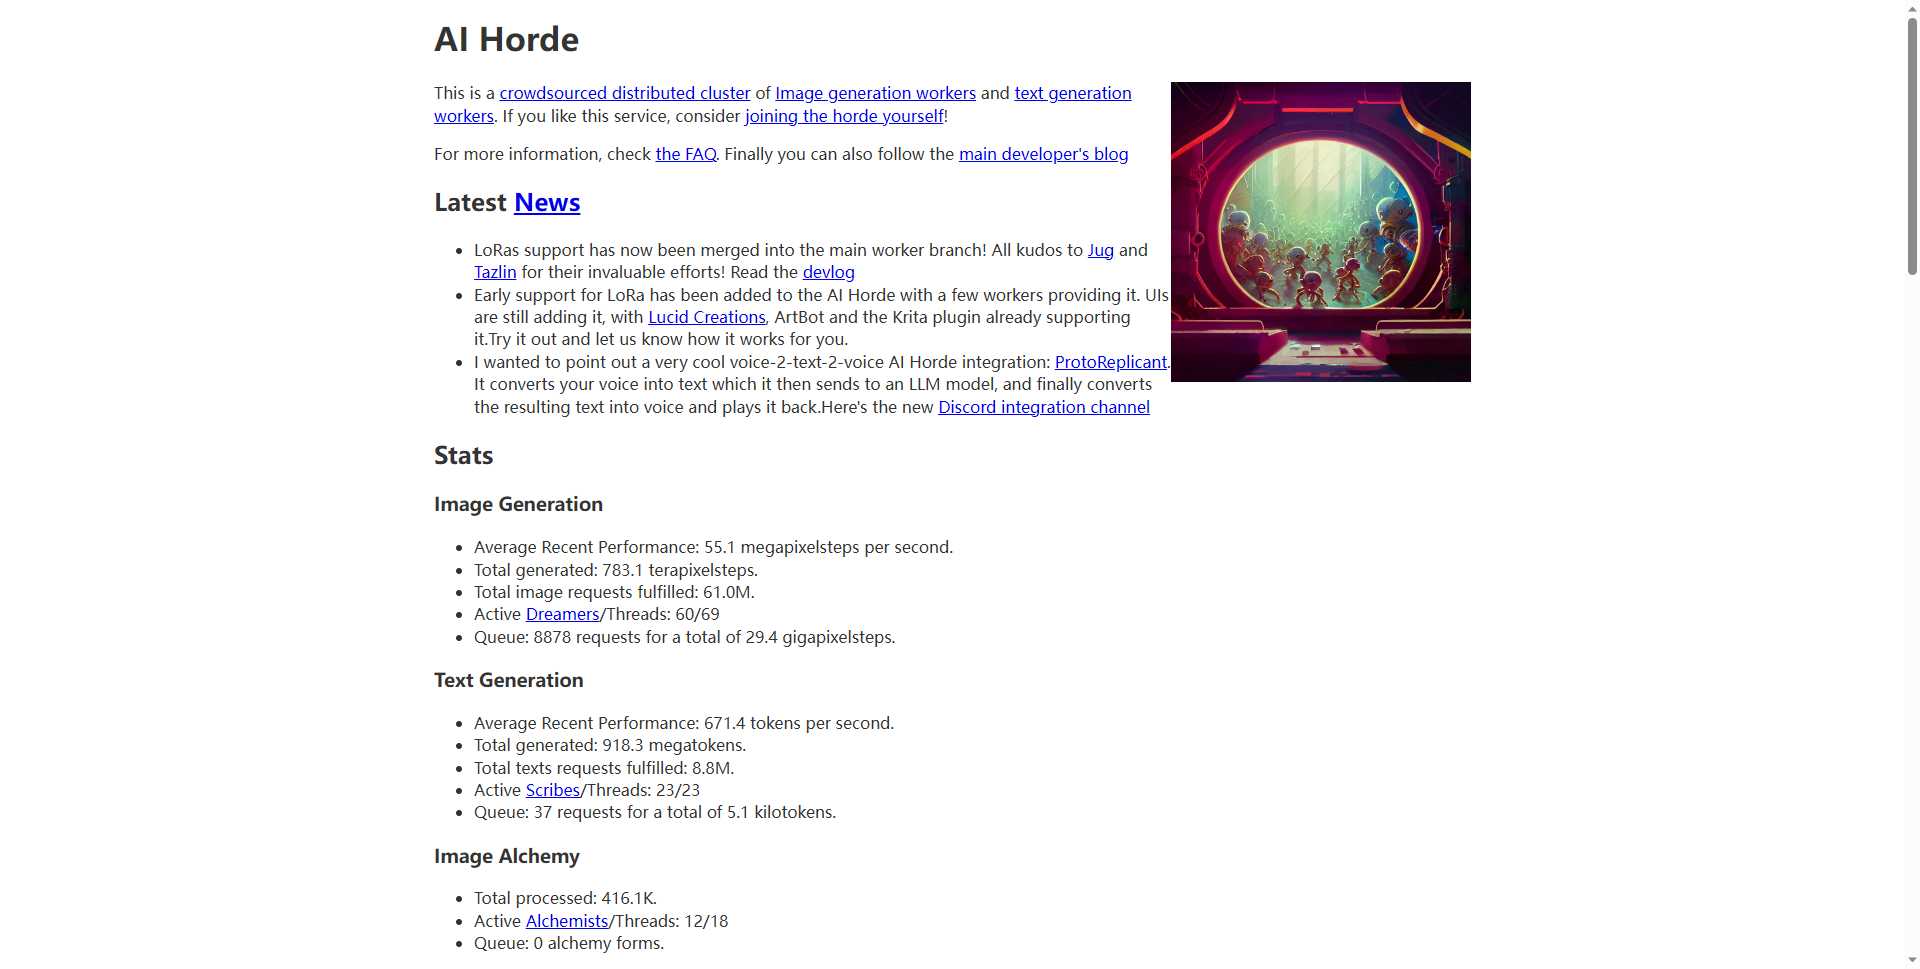 AI Horde
This is a crowdsourced distributed cluster of Image generation workers and text generation
workers. If you like this service, consider joining the horde yourself!
For more information, check the FAQ. Finally you can also follow the main developer's blog
Latest News
LoRas support has now been merged into the main worker branch! All kudos to Jug and
Tazlin for their invaluable efforts! Read the devlog
Early support for LoRa has been added to the AI Horde with a few workers providing it. UIs
are still adding it, with Lucid Creations, ArtBot and the Krita plugin already supporting
it.Try it out and let us know how it works for you.
I wanted to point out a very cool voice-2-text-2-voice AI Horde integration: ProtoReplicant.
It converts your voice into text which it then sends to an LLM model, and finally converts
the resulting text into voice and plays it back.Here's the new Discord integration channel
Stats
Image Generation
Average Recent Performance: 55.1 megapixelsteps per second.
Total generated: 783.1 terapixelsteps.
Total image requests fulfilled: 61.0M.
Active Dreamers/Threads: 60/69
Queue: 8878 requests for a total of 29.4 gigapixelsteps.
Text Generation
Average Recent Performance: 671.4 tokens per second.
Total generated: 918.3 megatokens.
Total texts requests fulfilled: 8.8M.
Active Scribes/Threads: 23/23
Queue: 37 requests for a total of 5.1 kilotokens.
Image Alchemy
Total processed: 416.1K.
Active Alchemists/Threads: 12/18
Queue: 0 alchemy forms.